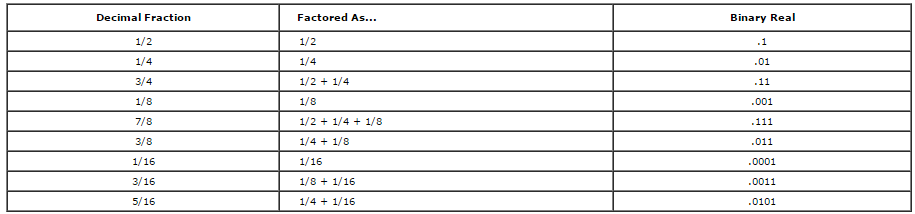 Decimal Fraction Factored As... Binary Real
1/2 1/2 .1
1/4 1/4 .01
3/4 1/2 + 1/4 .11
1/8 1/8 .001
7/8 1/2 + 1/4 + 1/8 .111
3/8 1/4 + 1/8 .011
1/16 1/16 .0001
3/16 1/8 + 1/16 .0011
5/16 1/4 + 1/16 .0101